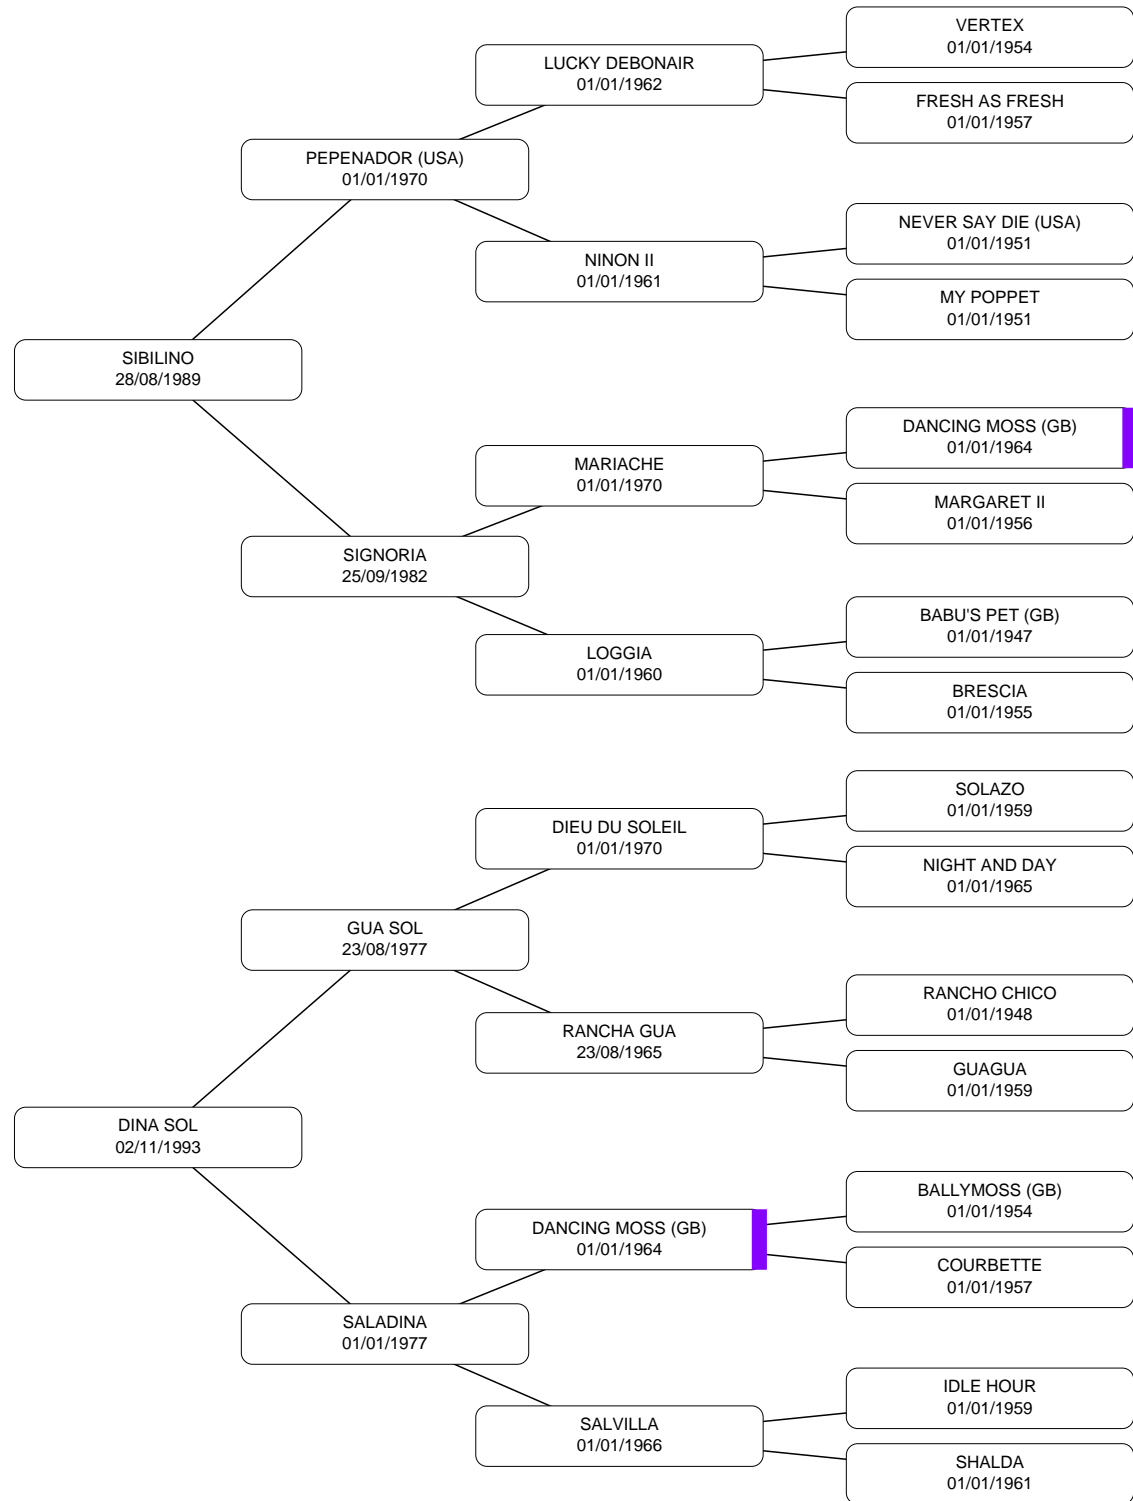 VERTEX
01/01/1954
LUCKY DEBONAIR
01/01/1962
FRESH AS FRESH
01/01/1957
PEPENADOR (USA)
01/01/1970
NEVER SAY DIE (USA)
01/01/1951
NINON II
01/01/1961
MY POPPET
01/01/1951
SIBILINO
28/08/1989
DANCING MOSS (GB)
01/01/1964
MARIACHE
01/01/1970
MARGARET II
01/01/1956
SIGNORIA
25/09/1982
BABU'S PET (GB)
01/01/1947
LOGGIA
01/01/1960
BRESCIA
01/01/1955
SOLAZO
01/01/1959
DIEU DU SOLEIL
01/01/1970
NIGHT AND DAY
01/01/1965
GUA SOL
23/08/1977
RANCHO CHICO
01/01/1948
RANCHA GUA
23/08/1965
GUAGUA
01/01/1959
DINA SOL
02/11/1993
BALLYMOSS (GB)
01/01/1954
DANCING MOSS (GB)
01/01/1964
COURBETTE
01/01/1957
SALADINA
01/01/1977
IDLE HOUR
01/01/1959
SALVILLA
01/01/1966
SHALDA
01/01/1961